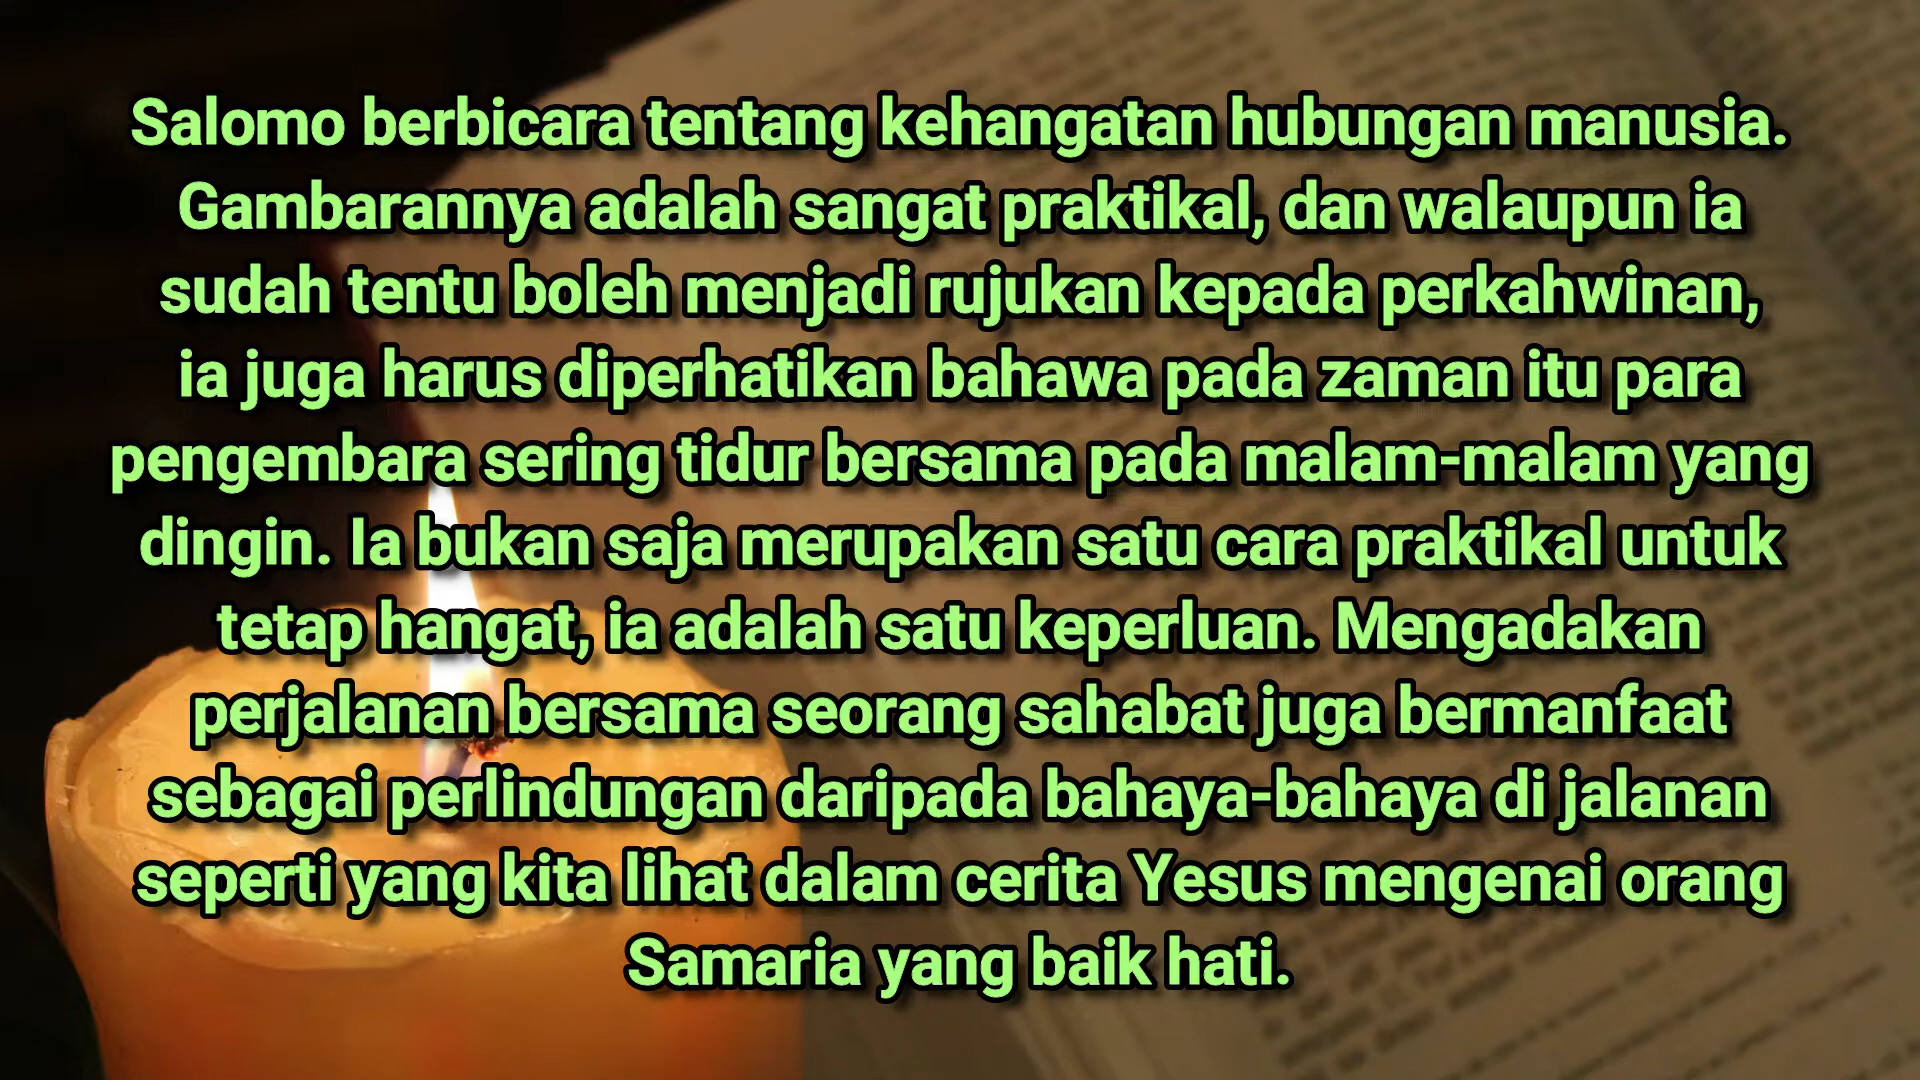 Salomo berbicara tentang kehangatan hubungan manusia.
Gambarannya adalah sangat praktikal, dan walaupun ia
sudah tentu boleh menjadi rujukan kepada perkahwinan,
ia juga harus diperhatikan bahawa pada zaman itu para
pengembara sering tidur bersama pada malam-malam yang
dingin. Ia bukan saja merupakan satu cara praktikal untuk
tetap hangat, ia adalah satu keperluan. Mengadakan
perjalanan bersama seorang sahabat juga bermanfaat
sebagai perlindungan daripada bahaya-bahaya di jalanan
seperti yang kita lihat dalam cerita Yesus mengenai orang
Samaria yang baik hati.